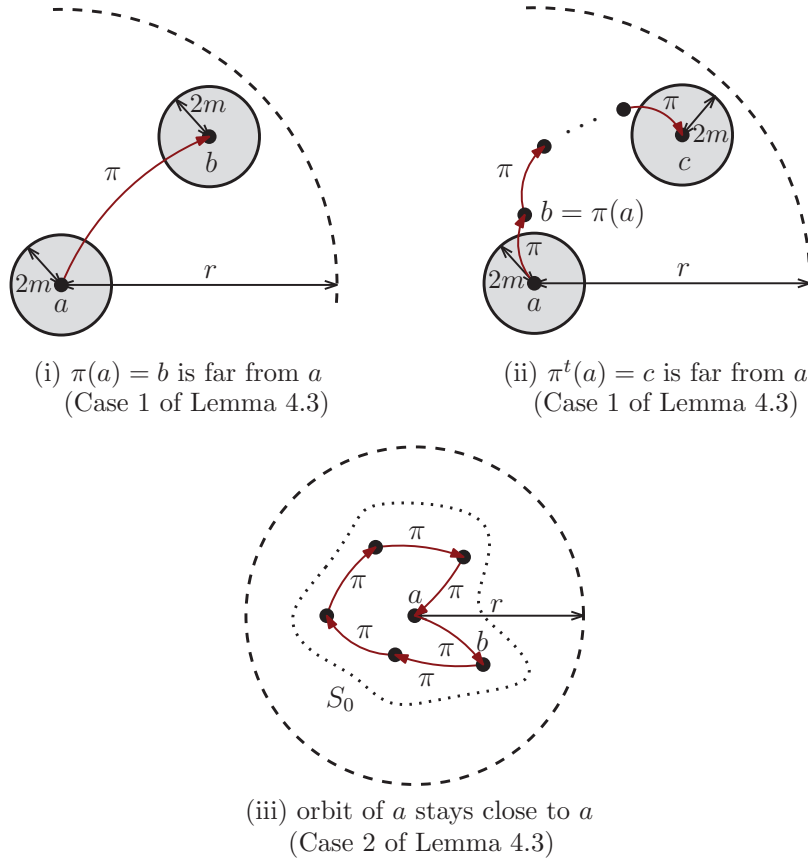 2m
b
π
2m
a
r
(i) π(a) = b is far from a
(Case 1 of Lemma 4.3)
π
2m
c
π
b = π(a)
π
2m
a
r
(ii) π^t(a) = c is far from a
(Case 1 of Lemma 4.3)
π
π
π
a
r
π
π
b
π
S_0
(iii) orbit of a stays close to a
(Case 2 of Lemma 4.3)